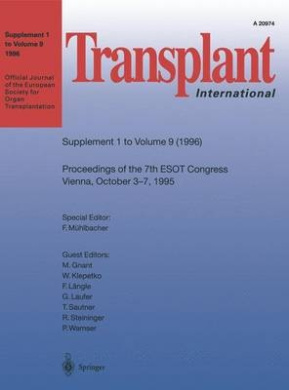 A 20974
Supplement 1
to Volume 9
1996
Official Journal
of the European
Society for
Organ
Transplantation
Transplant
International
Supplement 1 to Volume 9 (1996)
Proceedings of the 7th ESOT Congress
Vienna, October 3–7, 1995
Special Editor:
F. Mühlbacher
Guest Editors:
M. Gnant
W. Klepetko
F. Längle
G. Laufer
T. Sautner
R. Steininger
P. Wamser
Springer